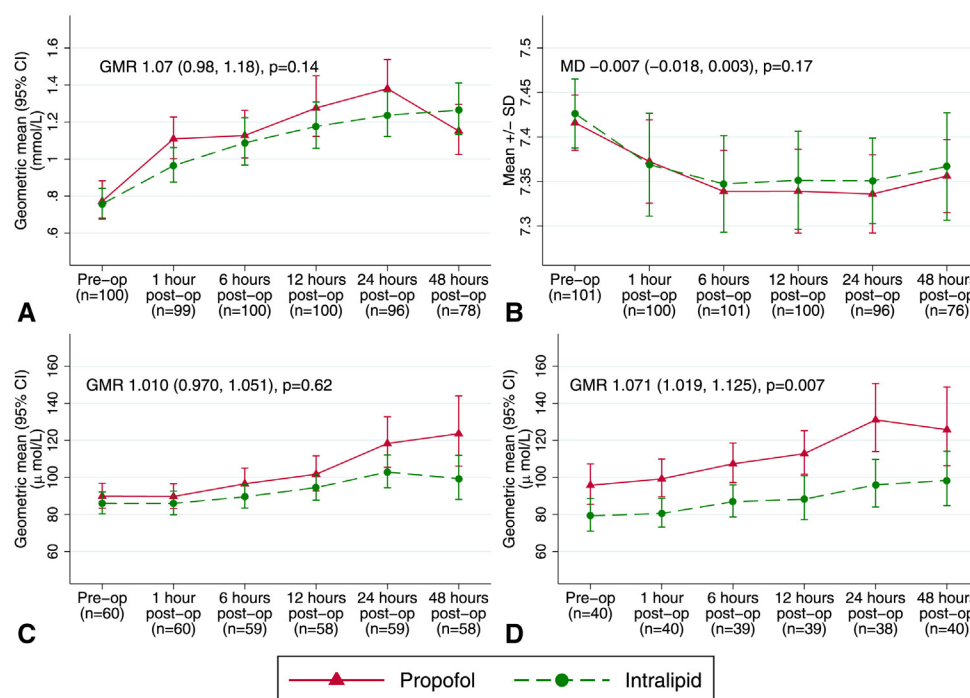 1.6
GMR 1.07 (0.98, 1.18), p=0.14
1.4
1.2
1
.8
.6
Geometric mean (95% CI)
(mmol/L)
Pre-op 1 hour 6 hours 12 hours 24 hours 48 hours
(n=100) post-op post-op post-op post-op post-op
(n=99) (n=100) (n=100) (n=96) (n=78)
A
7.5
MD −0.007 (−0.018, 0.003), p=0.17
7.45
7.4
7.35
7.3
Mean +/− SD
Pre-op 1 hour 6 hours 12 hours 24 hours 48 hours
(n=101) post-op post-op post-op post-op post-op
(n=100) (n=101) (n=100) (n=96) (n=76)
B
160
GMR 1.010 (0.970, 1.051), p=0.62
140
120
100
80
60
Geometric mean (95% CI)
(μ mol/L)
Pre-op 1 hour 6 hours 12 hours 24 hours 48 hours
(n=60) post-op post-op post-op post-op post-op
(n=60) (n=59) (n=58) (n=59) (n=58)
C
160
GMR 1.071 (1.019, 1.125), p=0.007
140
120
100
80
60
Geometric mean (95% CI)
(μ mol/L)
Pre-op 1 hour 6 hours 12 hours 24 hours 48 hours
(n=40) post-op post-op post-op post-op post-op
(n=40) (n=39) (n=39) (n=38) (n=40)
D
Propofol Intralipid